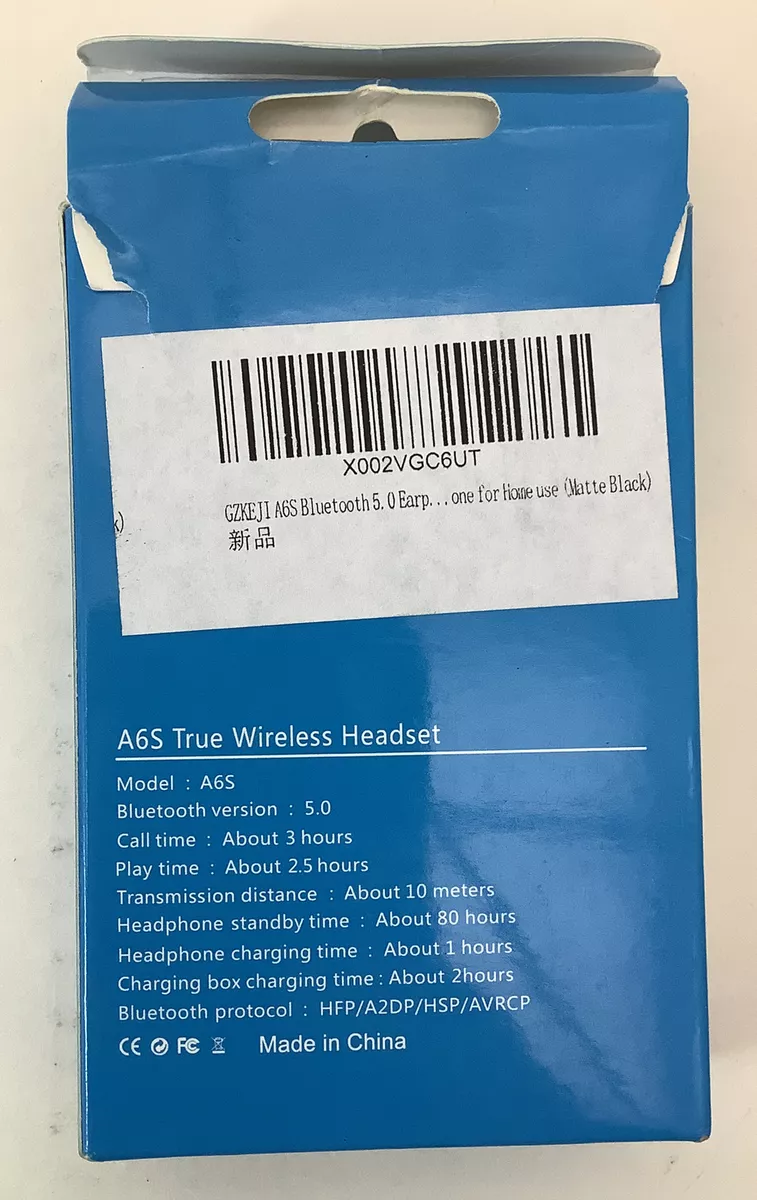 X002VGC6UT
GZKEJI A6S Bluetooth 5.0 Earp...one for Home use (Matte Black)
k)
新品
A6S True Wireless Headset
Model : A6S
Bluetooth version : 5.0
Call time : About 3 hours
Play time : About 2.5 hours
Transmission distance : About 10 meters
Headphone standby time : About 80 hours
Headphone charging time : About 1 hours
Charging box charging time : About 2hours
Bluetooth protocol : HFP/A2DP/HSP/AVRCP
CE FC Made in China